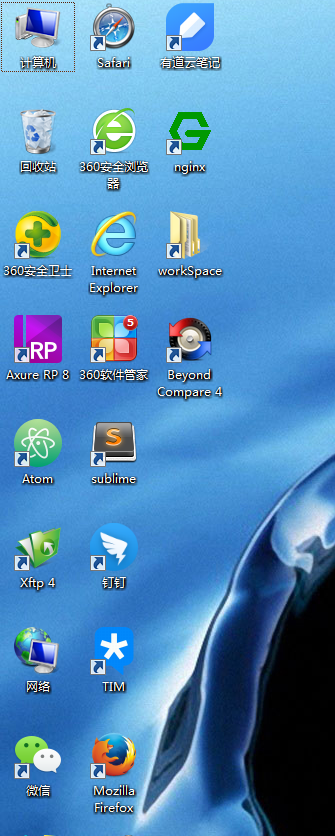 计算机
Safari
有道云笔记
回收站
360安全浏览
器
nginx
360安全卫士
Internet
Explorer
workSpace
RP
Axure RP 8
5
360软件管家
Beyond
Compare 4
Atom
S
sublime
Xftp 4
钉钉
网络
TIM
微信
Mozilla
Firefox